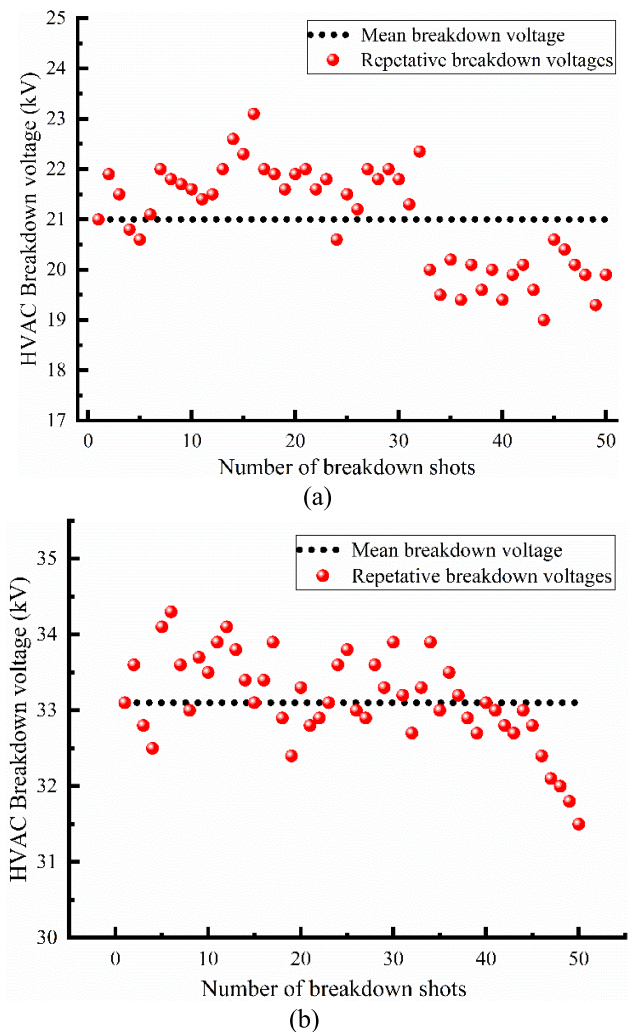 25
24
23
22
21
20
19
18
17
HVAC Breakdown voltage (kV)
Mean breakdown voltage
Repetative breakdown voltages
0 10 20 30 40 50
Number of breakdown shots
(a)
35
34
33
32
31
30
HVAC Breakdown voltage (kV)
Mean breakdown voltage
Repetative breakdown voltages
0 10 20 30 40 50
Number of breakdown shots
(b)